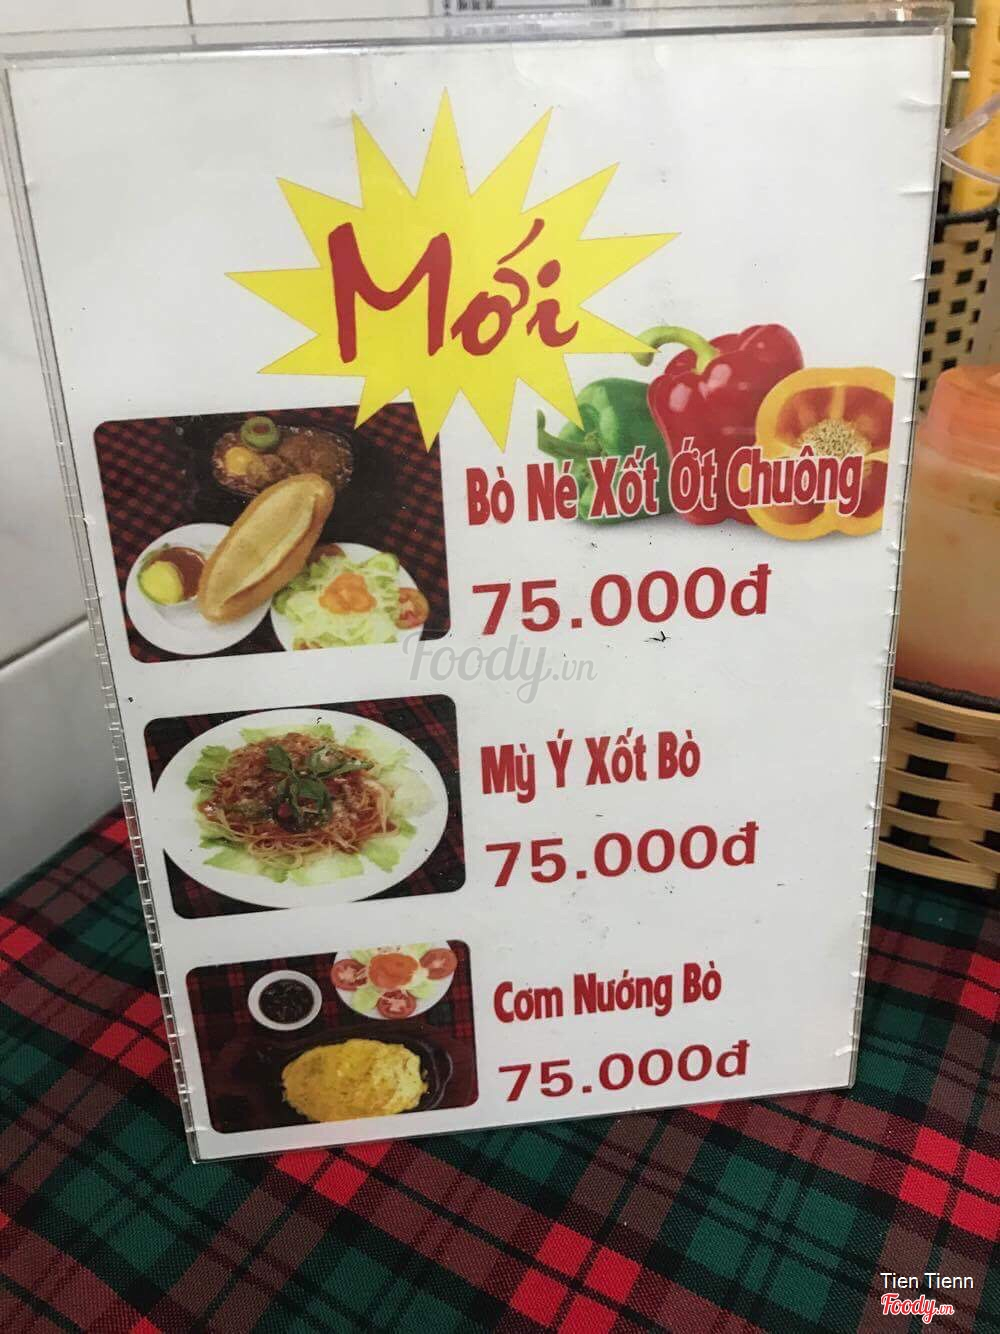 Mới
Bò Né Xốt Ớt Chuông
75.000đ
Foody.vn
Mỳ Ý Xốt Bò
75.000đ
Cơm Nướng Bò
75.000đ
Tien Tienn
Foody.vn